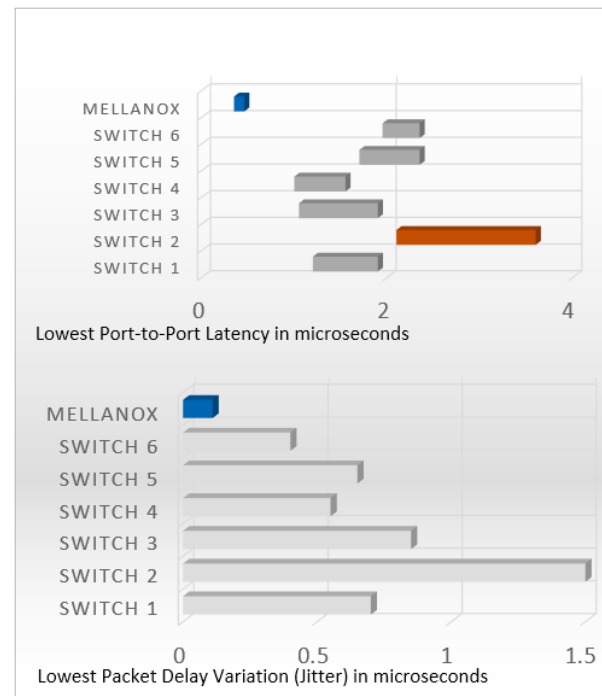 MELLANOX
SWITCH 6
SWITCH 5
SWITCH 4
SWITCH 3
SWITCH 2
SWITCH 1
0 2 4
Lowest Port-to-Port Latency in microseconds
MELLANOX
SWITCH 6
SWITCH 5
SWITCH 4
SWITCH 3
SWITCH 2
SWITCH 1
0 0.5 1 1.5
Lowest Packet Delay Variation (Jitter) in microseconds